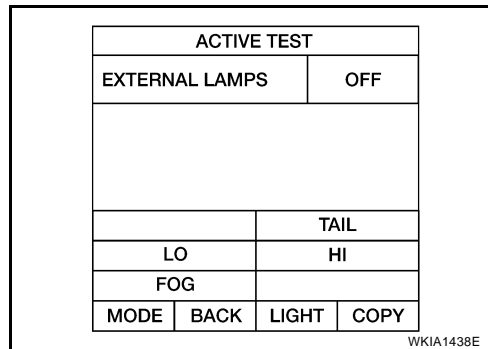 ACTIVE TEST
EXTERNAL LAMPS OFF
TAIL
LO HI
FOG
MODE BACK LIGHT COPY
WKIA1438E